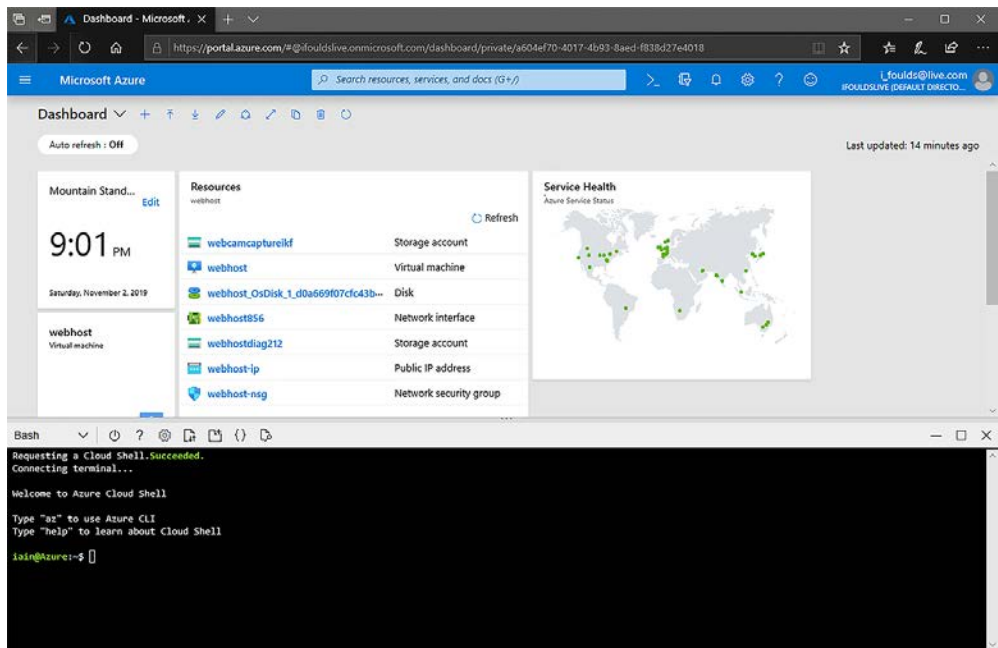 Dashboard - Microsoft A
https://portal.azure.com/#@ifouldslive.onmicrosoft.com/dashboard/private/a604ef70-4017-4b93-8aed-f838d27e4018
Microsoft Azure
Search resources, services, and docs (G+/)
i_foulds@live.com
IFOULDSLIVE (DEFAULT DIRECTO...
Dashboard
Auto refresh : Off
Last updated: 14 minutes ago
Mountain Stand...
Edit
9:01 PM
Saturday, November 2, 2019
webhost
Virtual machine
Resources
webhost
Refresh
webcamcaptureikf Storage account
webhost Virtual machine
webhost_OsDisk_1_d0a669f07cfc43b... Disk
webhost856 Network interface
webhostdiag212 Storage account
webhost-ip Public IP address
webhost-nsg Network security group
Service Health
Azure Service Status
Bash
Requesting a Cloud Shell.Succeeded.
Connecting terminal...
Welcome to Azure Cloud Shell
Type "az" to use Azure CLI
Type "help" to learn about Cloud Shell
iain@Azure:~$